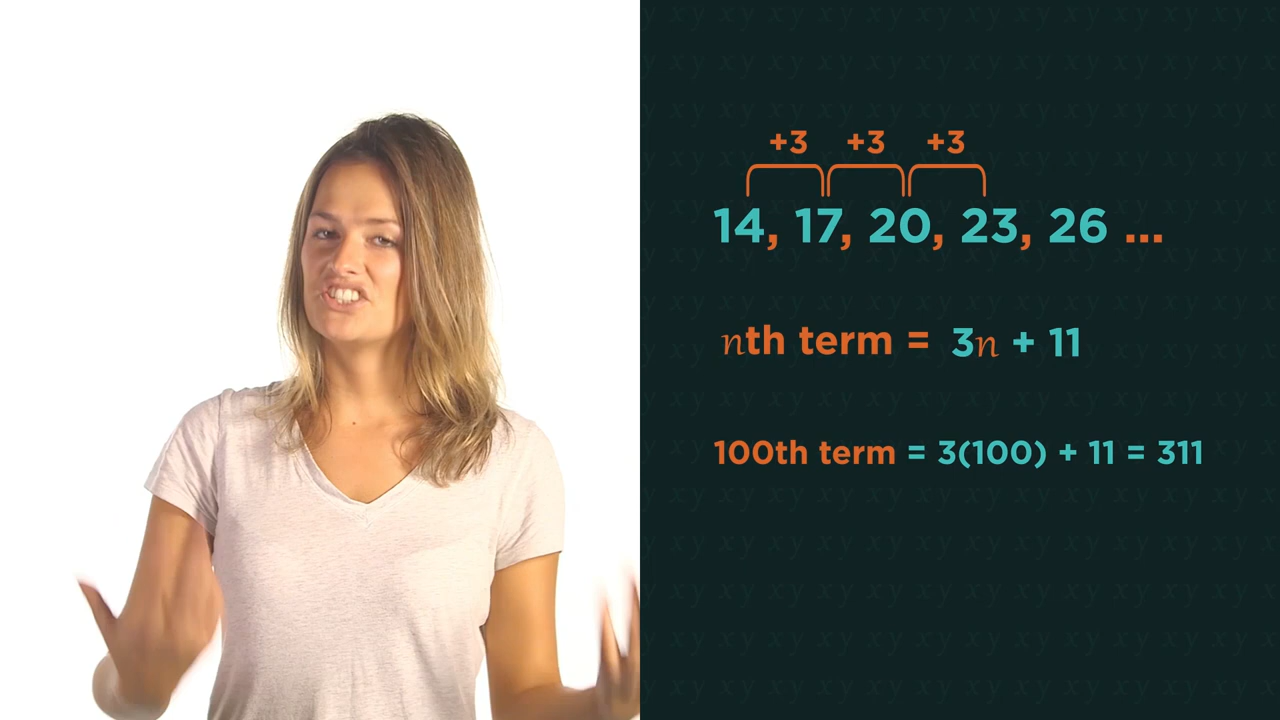 +3 +3 +3
14, 17, 20, 23, 26 ...
nth term = 3n + 11
100th term = 3(100) + 11 = 311